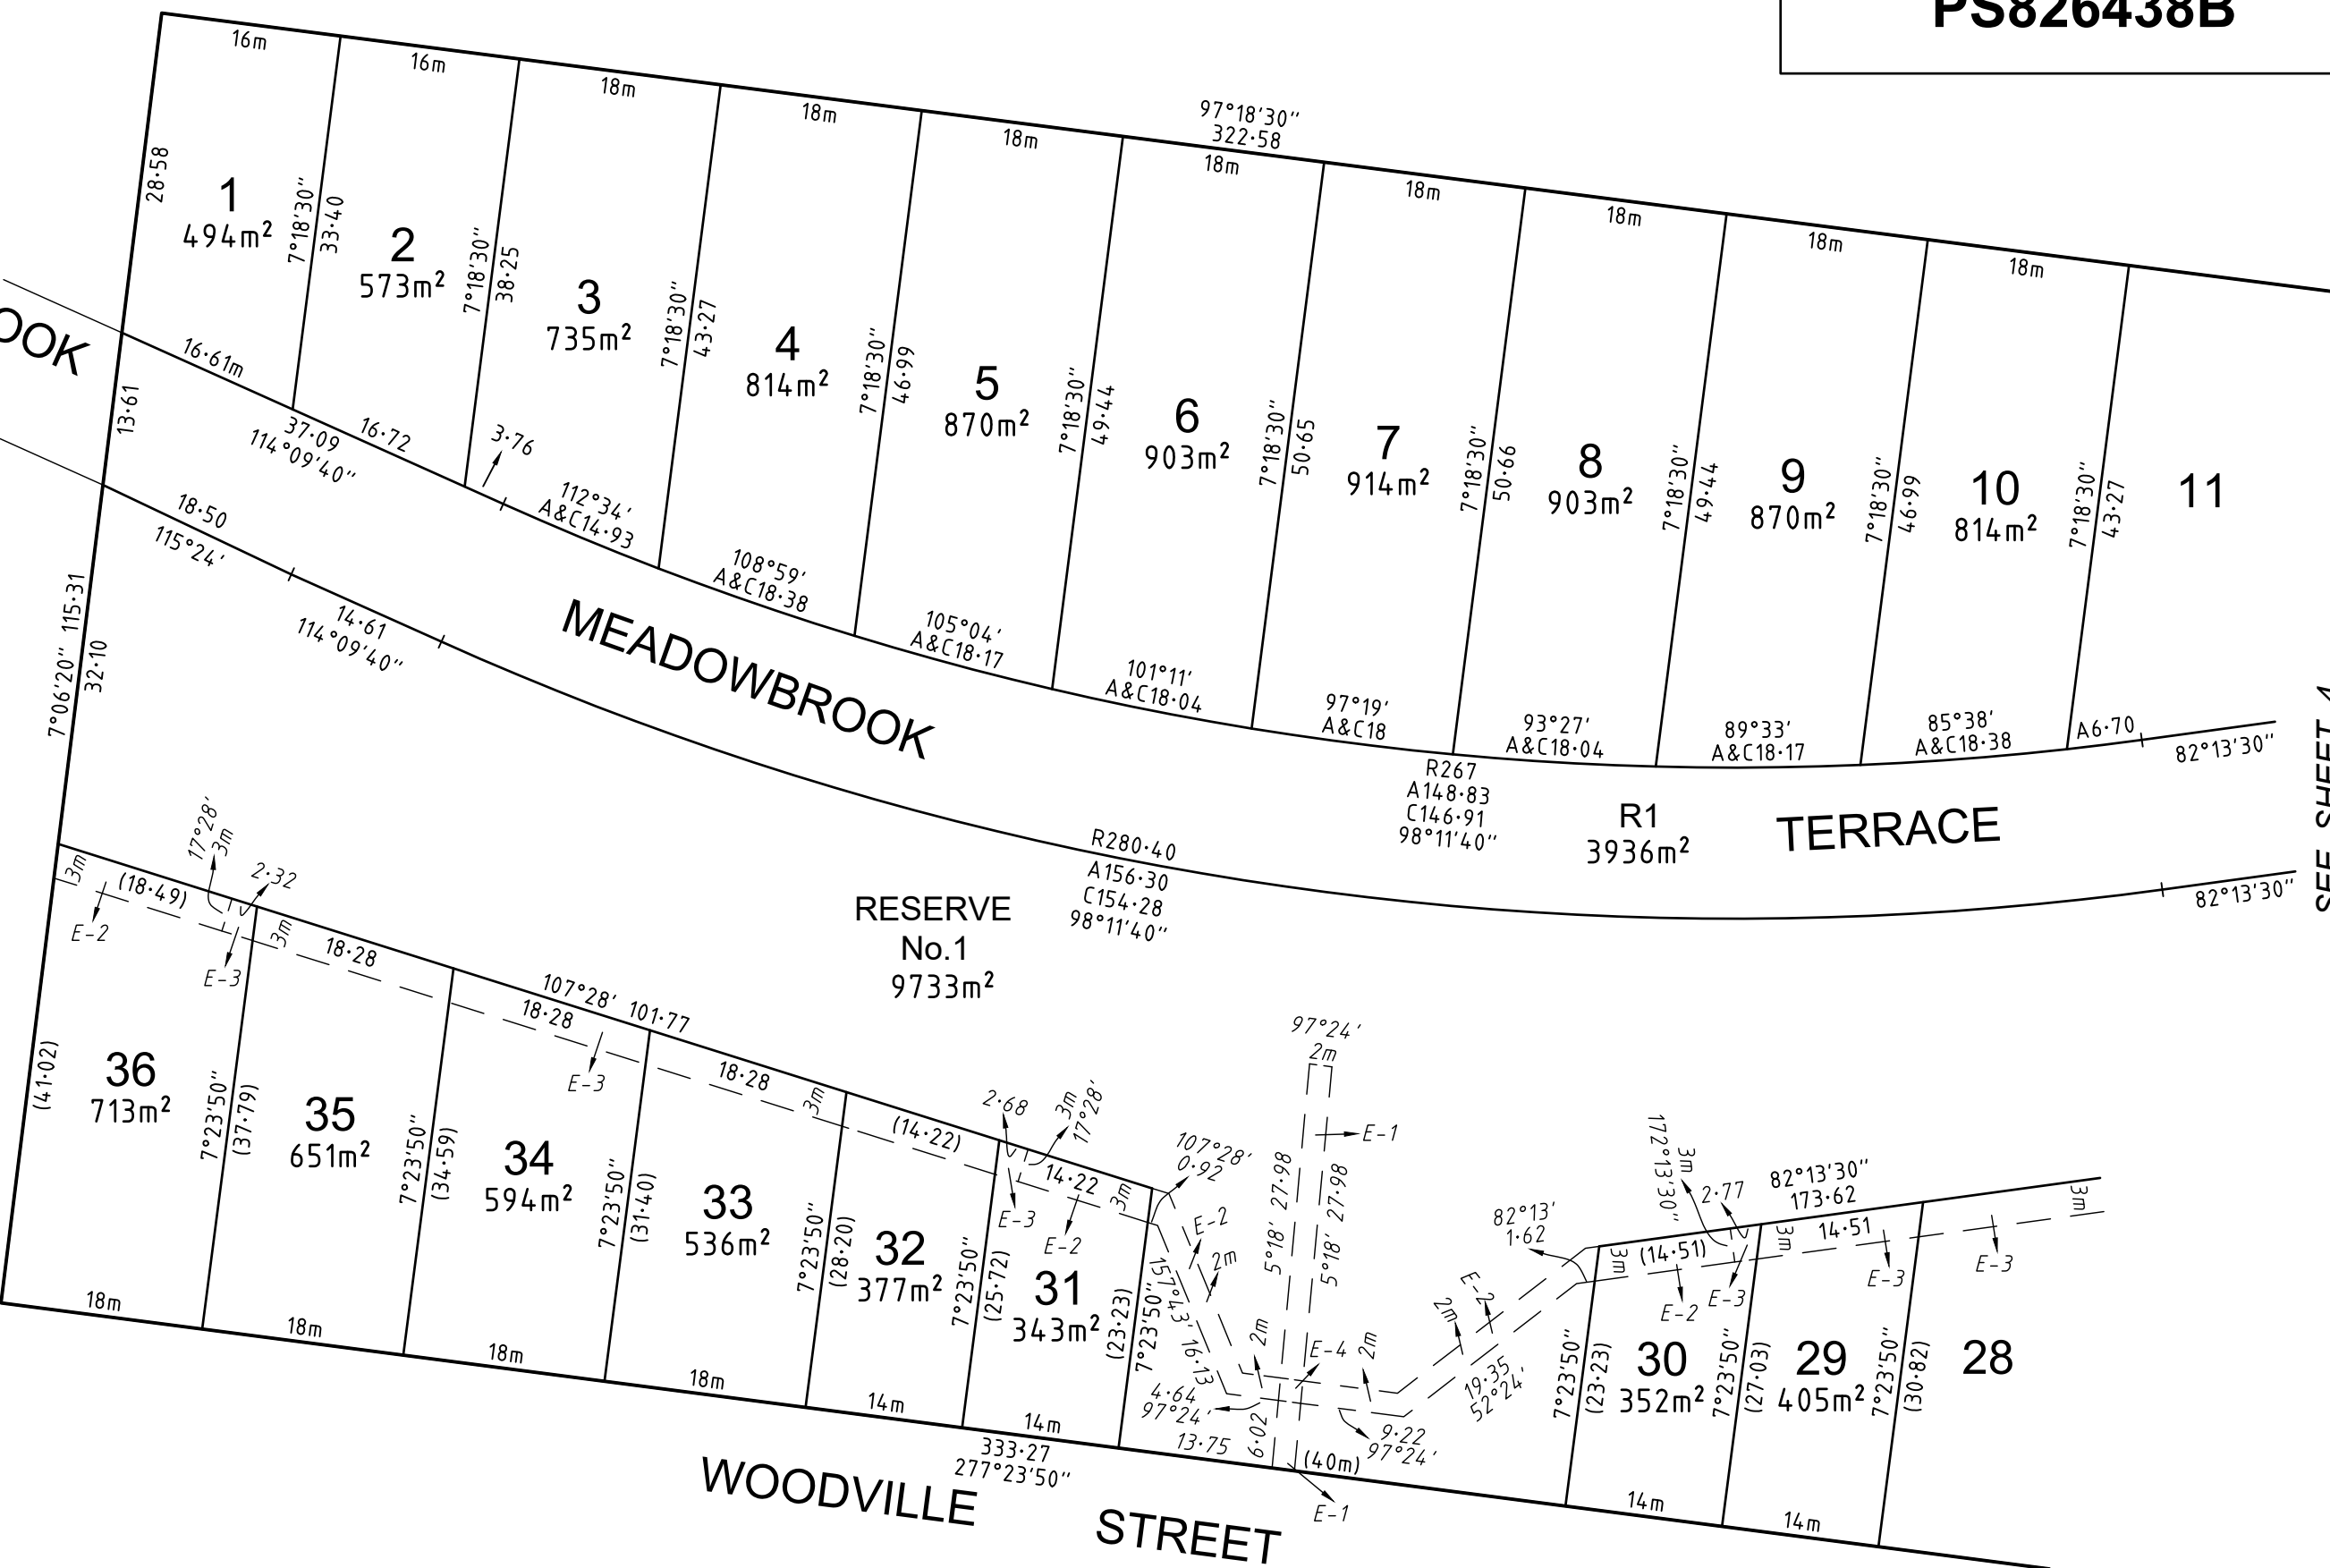 PS826438B
16m
16m
18m
18m
18m
18m
18m
18m
18m
18m
97°18'30"
322·58
28·58
1
494m²
7°18'30"
33·40
2
573m²
7°18'30"
38·25
3
735m²
7°18'30"
43·27
4
814m²
7°18'30"
46·99
5
870m²
7°18'30"
49·44
6
903m²
7°18'30"
50·65
7
914m²
7°18'30"
50·66
8
903m²
7°18'30"
49·44
9
870m²
7°18'30"
46·99
10
814m²
7°18'30"
43·27
11
OOK
13·61
16·61m
37·09
114°09'40"
16·72
3·76
112°34'
A&C14·93
108°59'
A&C18·38
105°04'
A&C18·17
101°11'
A&C18·04
97°19'
A&C18
93°27'
A&C18·04
89°33'
A&C18·17
85°38'
A&C18·38
A6·70
82°13'30"
18·50
115°24'
14·61
114°09'40"
MEADOWBROOK
TERRACE
R267
A148·83
C146·91
98°11'40"
R1
3936m²
R280·40
A156·30
C154·28
98°11'40"
82°13'30"
SEE SHEET 4
7°06'20" 115·31
32·10
RESERVE
No.1
9733m²
17°28'
3m
2·32
3m
(18·49)
E-2
E-3
3m
18·28
107°28' 101·77
18·28
E-3
18·28
3m
(14·22)
2·68
3m
17°28'
14·22
3m
E-3
E-2
107°28'
0·92
(41·02)
36
713m²
7°23'50"
(37·79)
35
651m²
7°23'50"
(34·59)
34
594m²
7°23'50"
(31·40)
33
536m²
7°23'50"
(28·20)
32
377m²
7°23'50"
(25·72)
31
343m²
(23·23)
7°23'50"
97°24'
2m
E-1
5°18' 27·98
5°18' 27·98
E-2
2m
157°43' 16·13
2m
E-4
2m
4·64
97°24'
6·02
13·75
(40m)
9·22
97°24'
E-1
2m
E-2
19·35
52°24'
82°13'
1·62
172°13'30"
3m
2·77
82°13'30"
173·62
3m
(14·51)
3m
14·51
3m
E-2
E-3
E-3
E-3
7°23'50"
(23·23)
30
352m²
7°23'50"
(27·03)
29
405m²
7°23'50"
(30·82)
28
18m
18m
18m
18m
14m
14m
14m
14m
333·27
277°23'50"
WOODVILLE
STREET